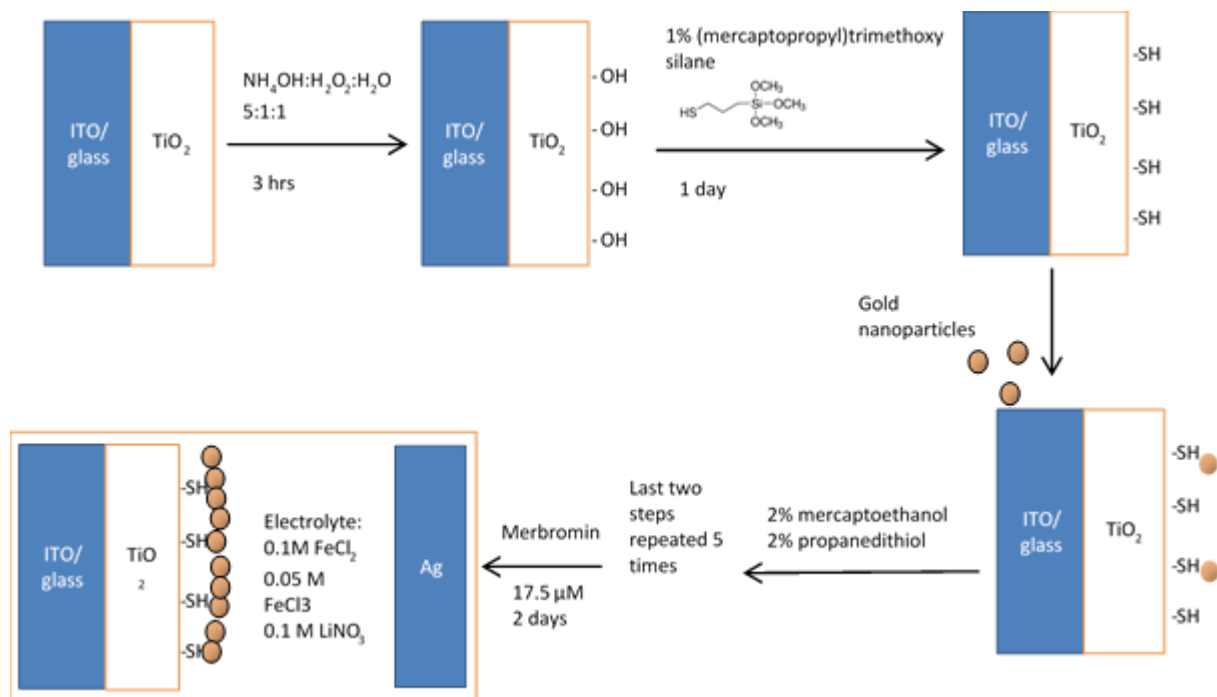 ITO/
glass
TiO₂
NH₄OH:H₂O₂:H₂O
5:1:1
3 hrs
ITO/
glass
TiO₂
- OH
- OH
- OH
- OH
1% (mercaptopropyl)trimethoxy
silane
HS
OCH₃
Si
OCH₃
OCH₃
1 day
ITO/
glass
TiO₂
-SH
-SH
-SH
-SH
Gold
nanoparticles
ITO/
glass
TiO₂
-SH
-SH
-SH
-SH
2% mercaptoethanol
2% propanedithiol
Last two
steps
repeated 5
times
Merbromin
17.5 µM
2 days
ITO/
glass
TiO
₂
-SH
-SH
-SH
-SH
Electrolyte:
0.1M FeCl₂
0.05 M
FeCl3
0.1 M LiNO₃
Ag